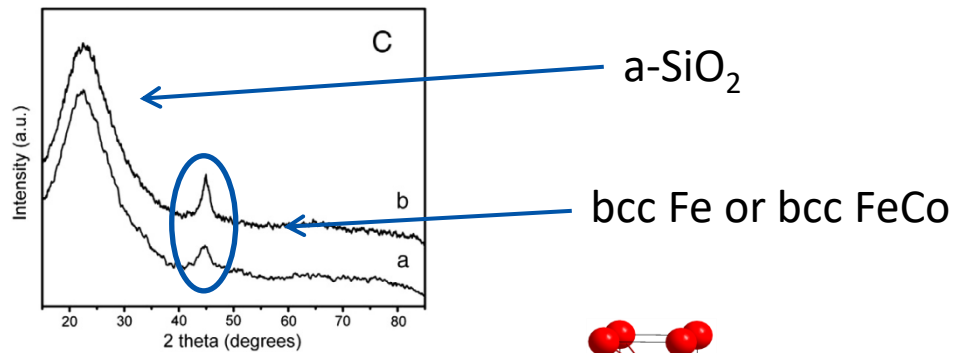 C
a-SiO₂
Intensity (a.u.)
b
bcc Fe or bcc FeCo
a
20 30 40 50 60 70 80
2 theta (degrees)